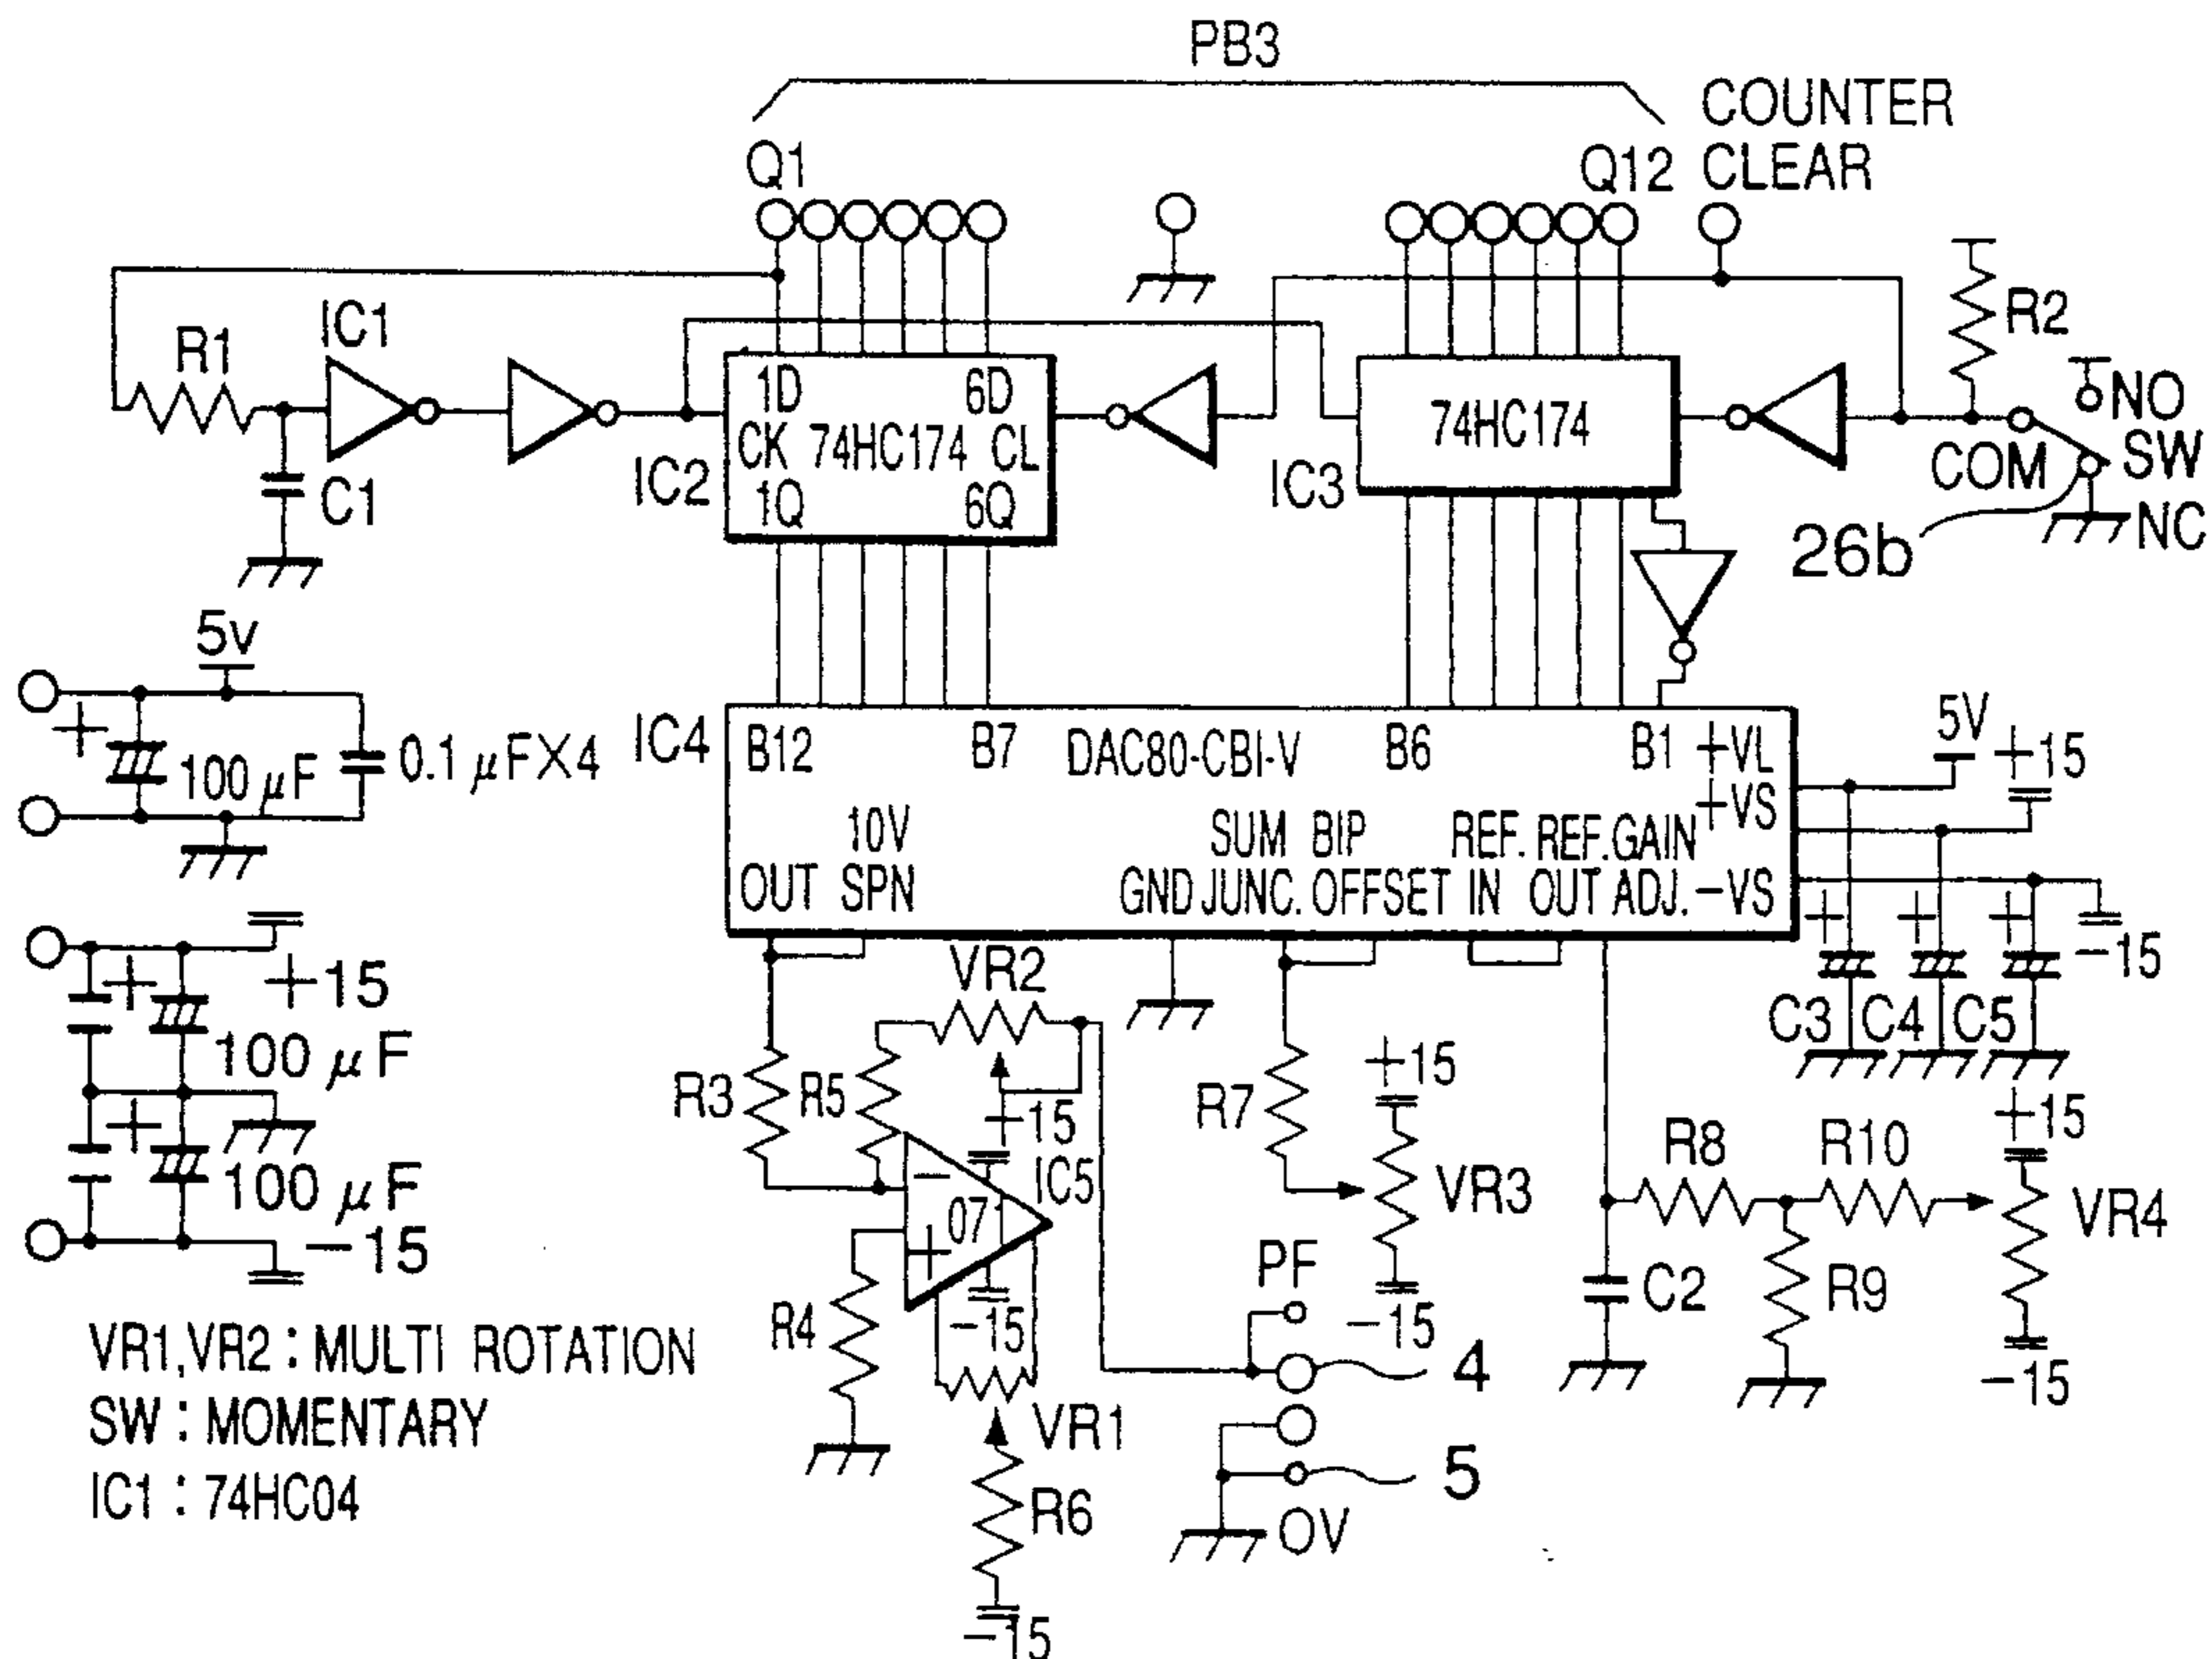 PB3
Q1
Q12
COUNTER
CLEAR
R1
IC1
C1
IC2
1D 6D
CK 74HC174 CL
1Q 6Q
IC3
74HC174
R2
NO
SW
NC
COM
26b
5v
+
100 μF
0.1 μFX4
IC4
B12 B7 DAC80-CBI-V B6 B1 +VL
+VS
10V SUM BIP REF. REF. GAIN
OUT SPN GND JUNC. OFFSET IN OUT ADJ. -VS
5V
+15
-15
+ + +
C3 C4 C5
+
+15
100 μF
+
100 μF
-15
VR2
R3
R5
+15
IC5
-
07
+
-15
R4
VR1
R6
-15
R7
+15
VR3
-15
PF
4
5
0V
R8
R10
+15
VR4
-15
C2
R9
VR1,VR2 : MULTI ROTATION
SW : MOMENTARY
IC1 : 74HC04